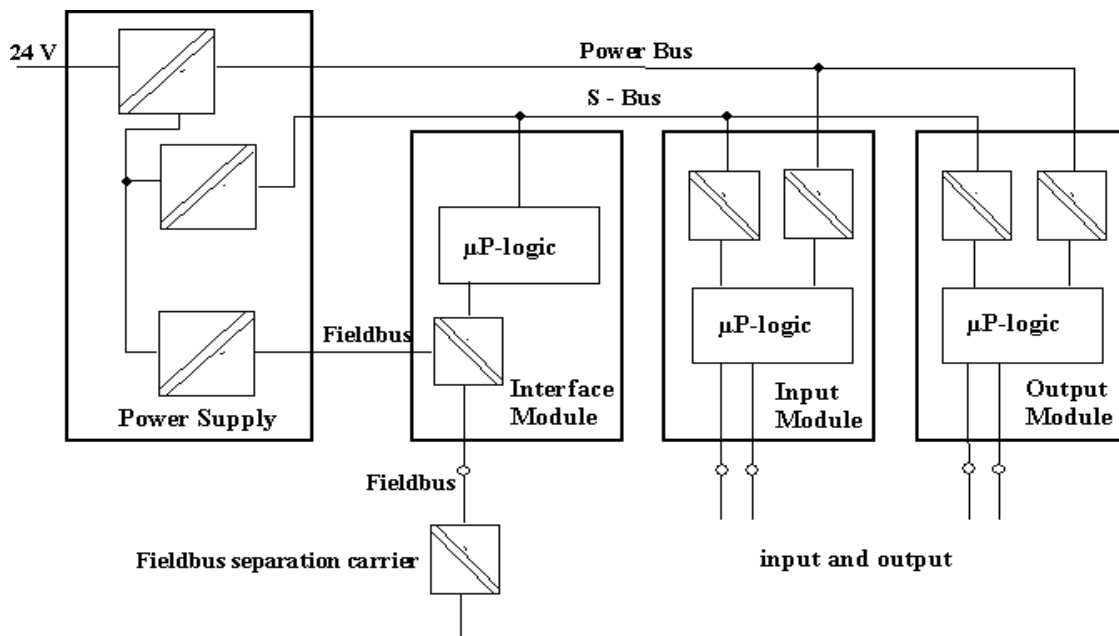 24 V
Power Bus
S - Bus
µP-logic
µP-logic
µP-logic
Fieldbus
Interface
Module
Input
Module
Output
Module
Power Supply
Fieldbus
Fieldbus separation carrier
input and output